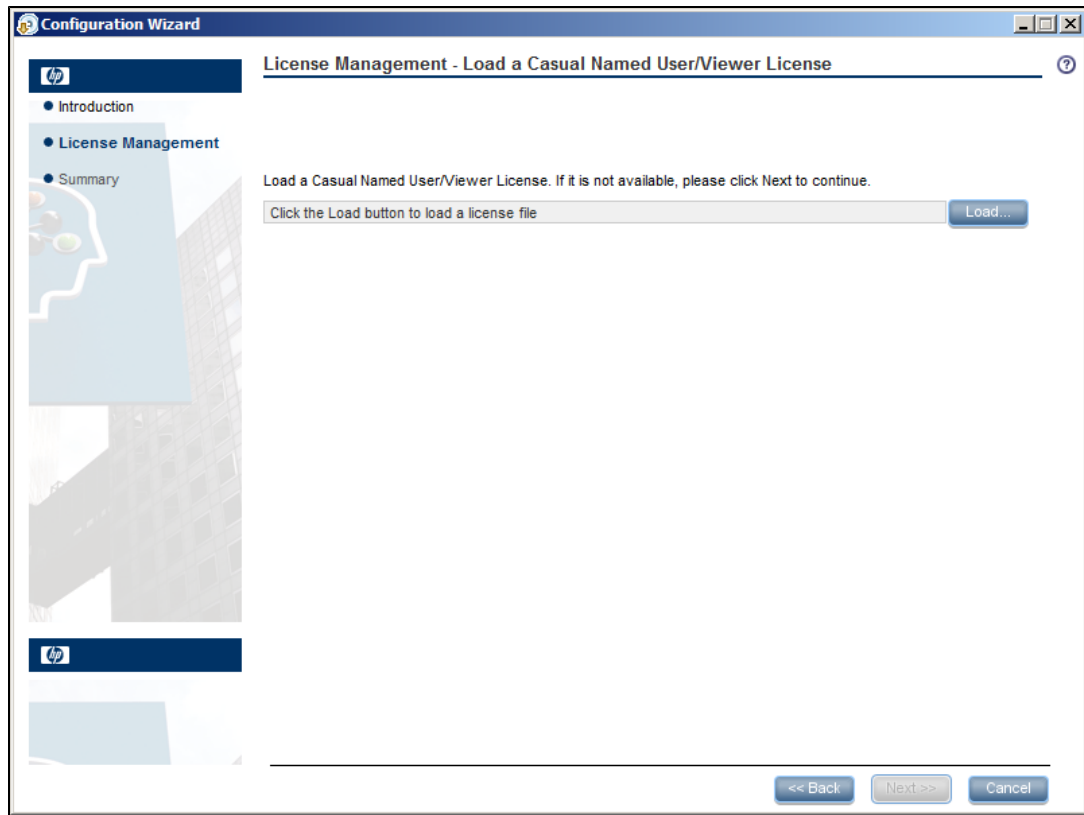 Configuration Wizard
hp
License Management - Load a Casual Named User/Viewer License
?
Introduction
License Management
Summary
Load a Casual Named User/Viewer License. If it is not available, please click Next to continue.
Click the Load button to load a license file
Load...
hp
<< Back
Next >>
Cancel